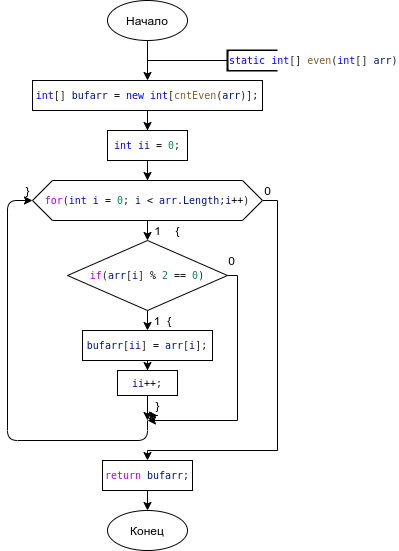 Начало
static int[] even(int[] arr)
int[] bufarr = new int[cntEven(arr)];
int ii = 0;
}
for(int i = 0; i < arr.Length;i++)
0
1 {
0
if(arr[i] % 2 == 0)
1 {
bufarr[ii] = arr[i];
ii++;
}
return bufarr;
Конец